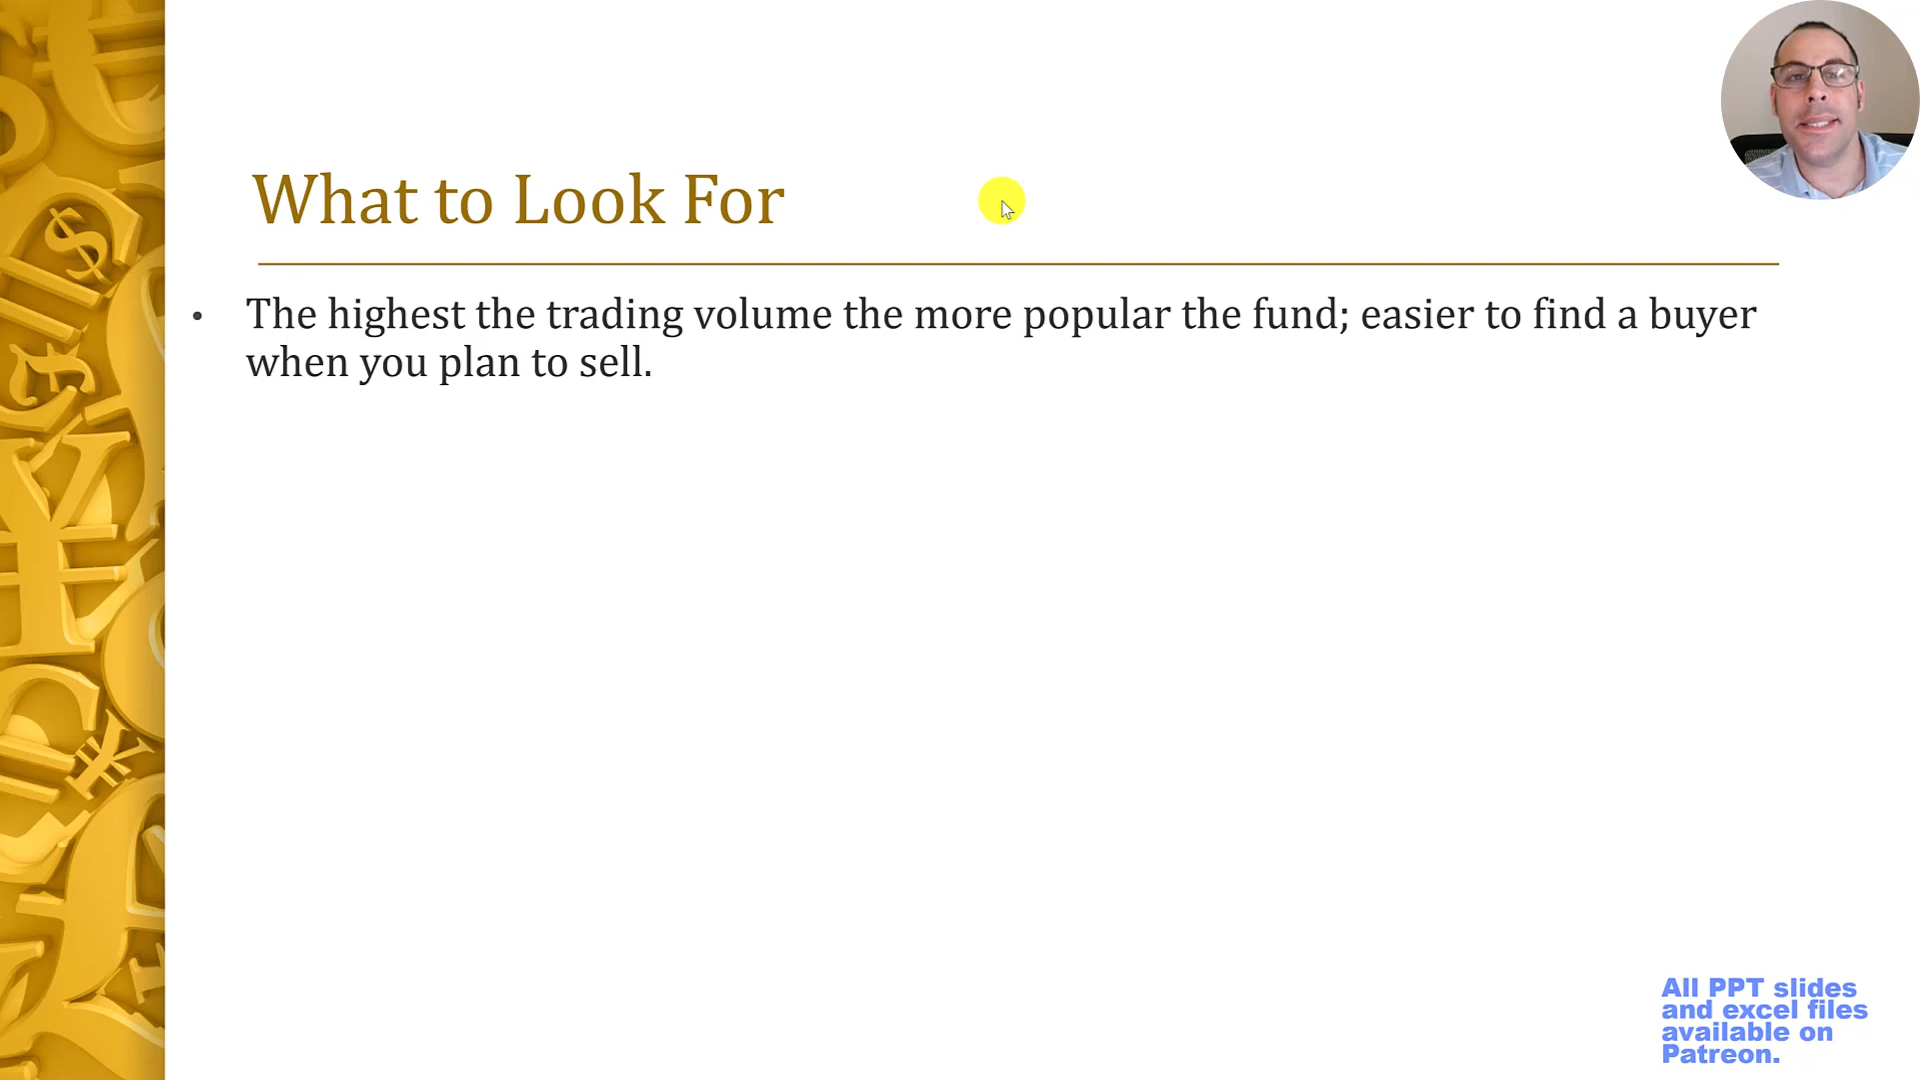 What to Look For
• The highest the trading volume the more popular the fund; easier to find a buyer
when you plan to sell.
All PPT slides
and excel files
available on
Patreon.